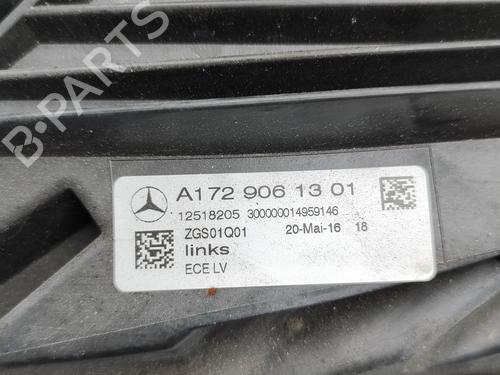 B-PARTS
A172 906 13 01
12518205 300000014959146
ZGS01Q01 20-Mai-16 18
links
ECE LV